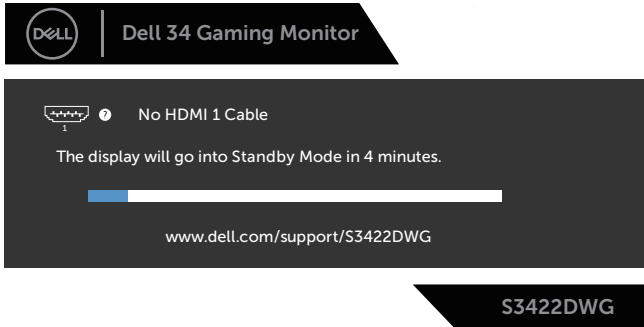 DELL
Dell 34 Gaming Monitor
? No HDMI 1 Cable
1
The display will go into Standby Mode in 4 minutes.
www.dell.com/support/S3422DWG
S3422DWG